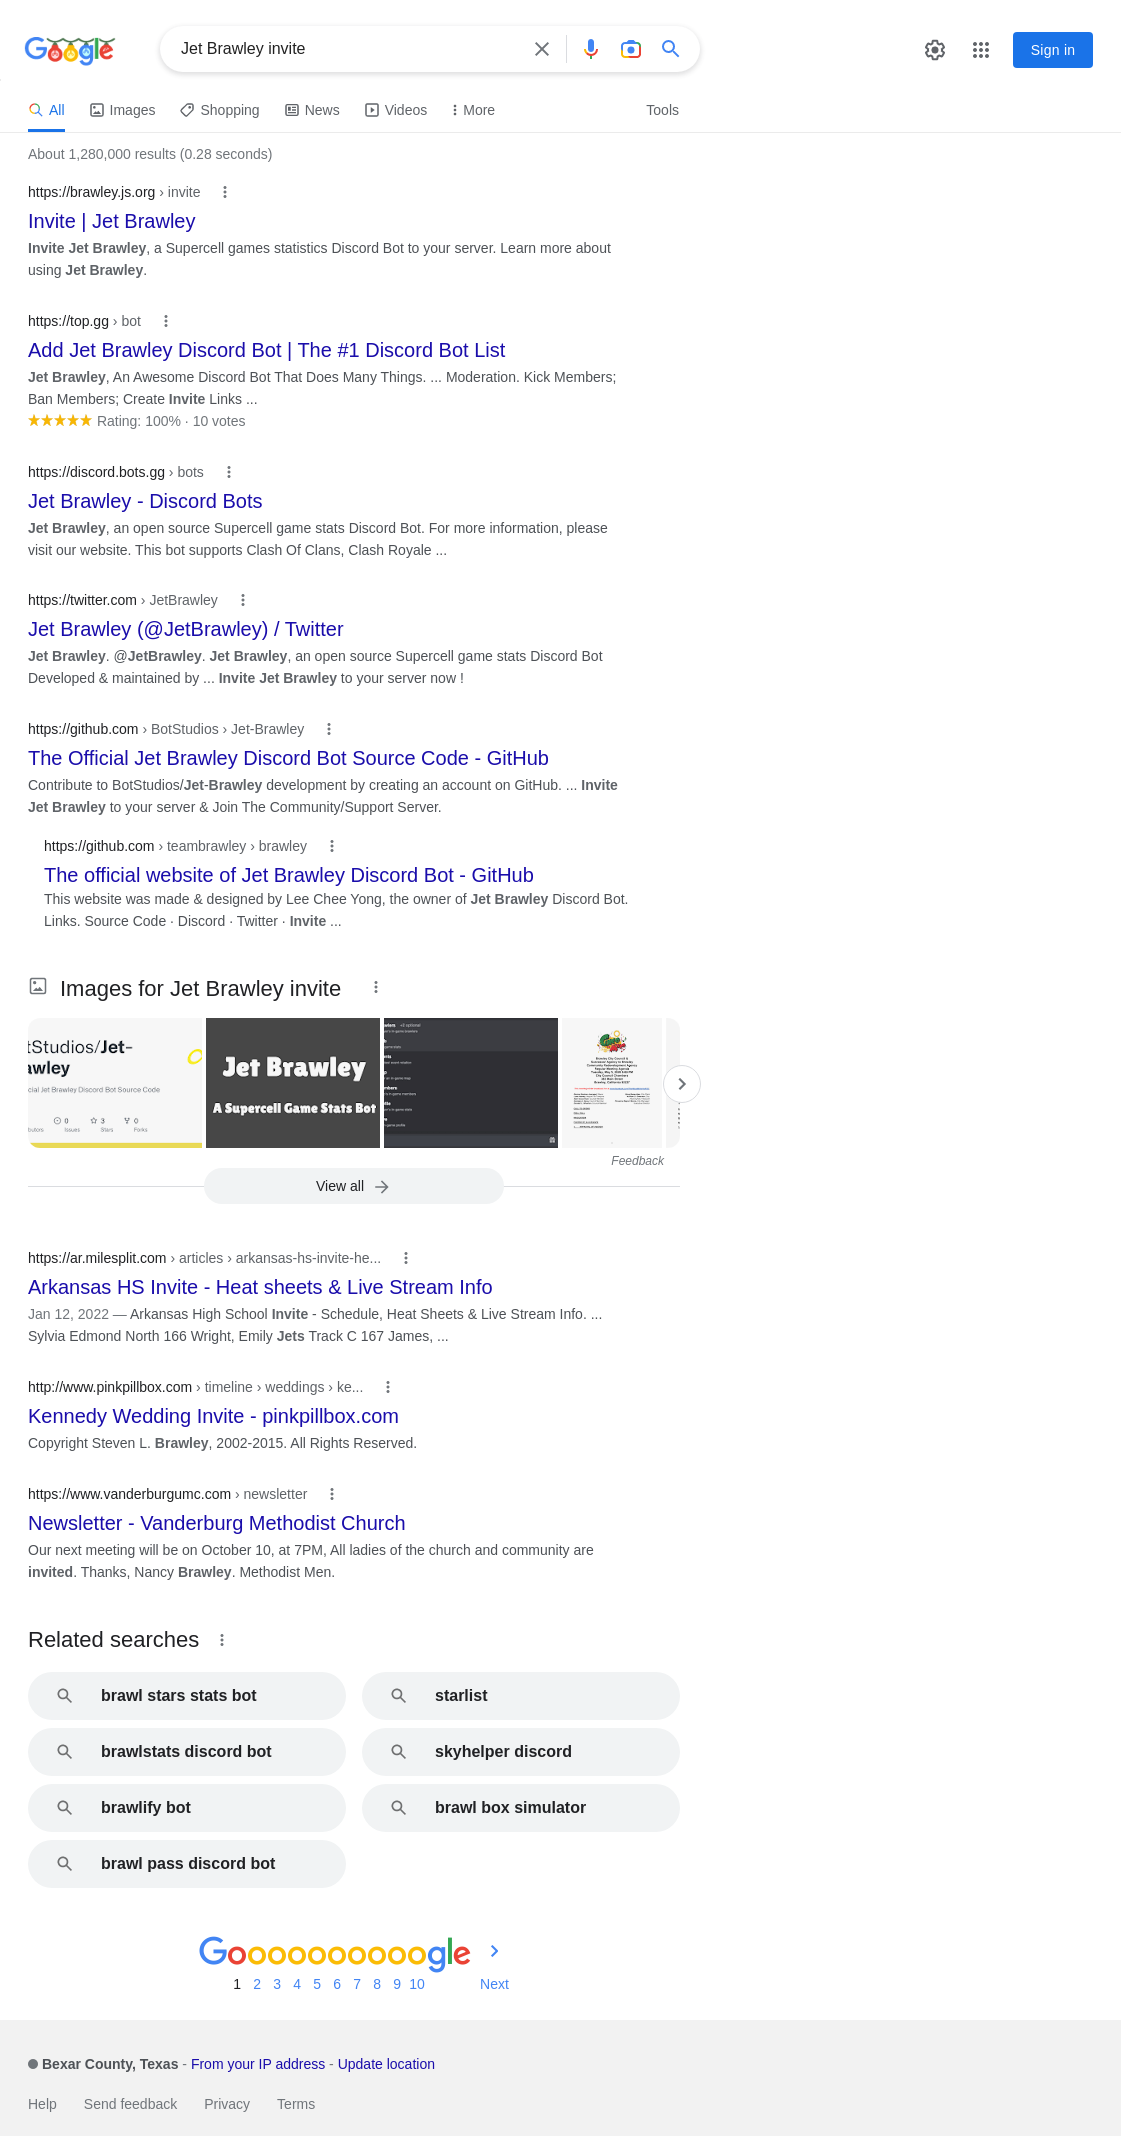 Google
Jet Brawley invite
Sign in
All Images Shopping News Videos More Tools
About 1,280,000 results (0.28 seconds)
https://brawley.js.org › invite
Invite | Jet Brawley
Invite Jet Brawley, a Supercell games statistics Discord Bot to your server. Learn more about
using Jet Brawley.
https://top.gg › bot
Add Jet Brawley Discord Bot | The #1 Discord Bot List
Jet Brawley, An Awesome Discord Bot That Does Many Things. ... Moderation. Kick Members;
Ban Members; Create Invite Links ...
Rating: 100% · 10 votes
https://discord.bots.gg › bots
Jet Brawley - Discord Bots
Jet Brawley, an open source Supercell game stats Discord Bot. For more information, please
visit our website. This bot supports Clash Of Clans, Clash Royale ...
https://twitter.com › JetBrawley
Jet Brawley (@JetBrawley) / Twitter
Jet Brawley. @JetBrawley. Jet Brawley, an open source Supercell game stats Discord Bot
Developed & maintained by ... Invite Jet Brawley to your server now !
https://github.com › BotStudios › Jet-Brawley
The Official Jet Brawley Discord Bot Source Code - GitHub
Contribute to BotStudios/Jet-Brawley development by creating an account on GitHub. ... Invite
Jet Brawley to your server & Join The Community/Support Server.
https://github.com › teambrawley › brawley
The official website of Jet Brawley Discord Bot - GitHub
This website was made & designed by Lee Chee Yong, the owner of Jet Brawley Discord Bot.
Links. Source Code · Discord · Twitter · Invite ...
Images for Jet Brawley invite
tStudios/Jet-
awley
cial Jet Brawley Discord Bot Source Code
0 3 0
butors Issues Stars Forks
Jet Brawley
A Supercell Game Stats Bot
Feedback
View all
https://ar.milesplit.com › articles › arkansas-hs-invite-he...
Arkansas HS Invite - Heat sheets & Live Stream Info
Jan 12, 2022 — Arkansas High School Invite - Schedule, Heat Sheets & Live Stream Info. ...
Sylvia Edmond North 166 Wright, Emily Jets Track C 167 James, ...
http://www.pinkpillbox.com › timeline › weddings › ke...
Kennedy Wedding Invite - pinkpillbox.com
Copyright Steven L. Brawley, 2002-2015. All Rights Reserved.
https://www.vanderburgumc.com › newsletter
Newsletter - Vanderburg Methodist Church
Our next meeting will be on October 10, at 7PM, All ladies of the church and community are
invited. Thanks, Nancy Brawley. Methodist Men.
Related searches
brawl stars stats bot
starlist
brawlstats discord bot
skyhelper discord
brawlify bot
brawl box simulator
brawl pass discord bot
Goooooooooogle
1 2 3 4 5 6 7 8 9 10 Next
Bexar County, Texas - From your IP address - Update location
Help Send feedback Privacy Terms